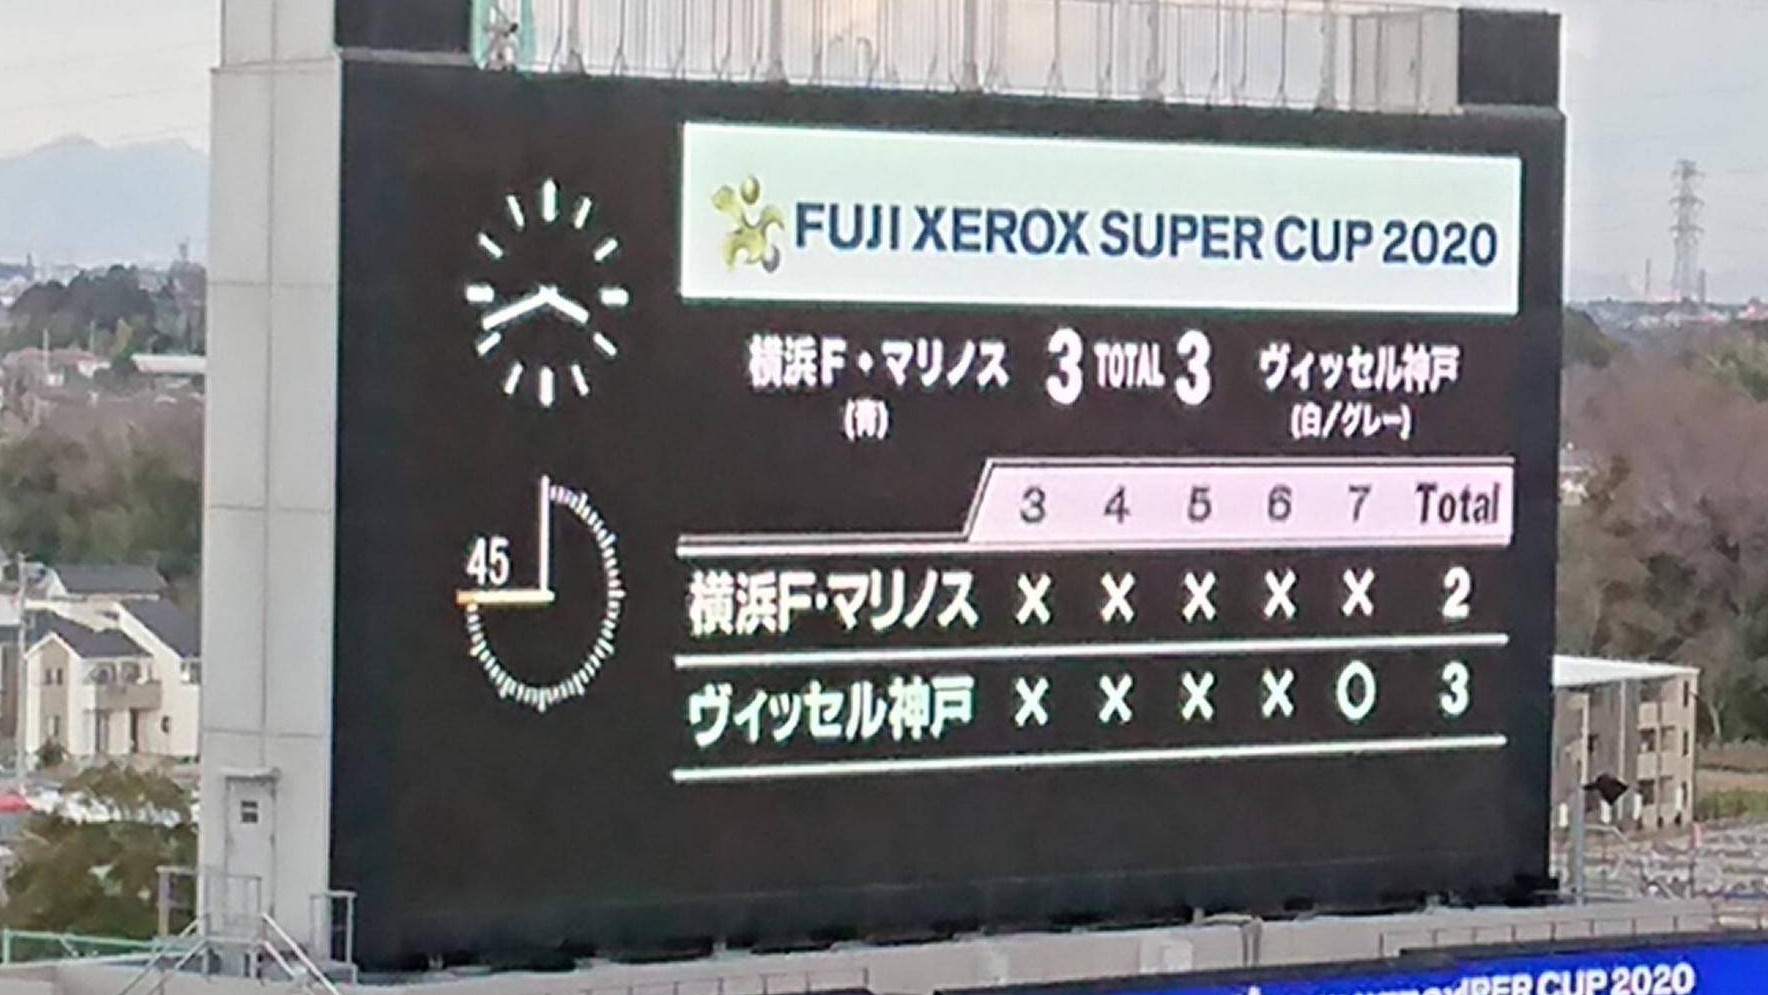 FUJI XEROX SUPER CUP 2020
横浜F・マリノス 3 TOTAL 3 ヴィッセル神戸
(青) (白/グレー)
3 4 5 6 7 Total
45
横浜F・マリノス × × × × × 2
ヴィッセル神戸 × × × × ○ 3
SUPER CUP 2020